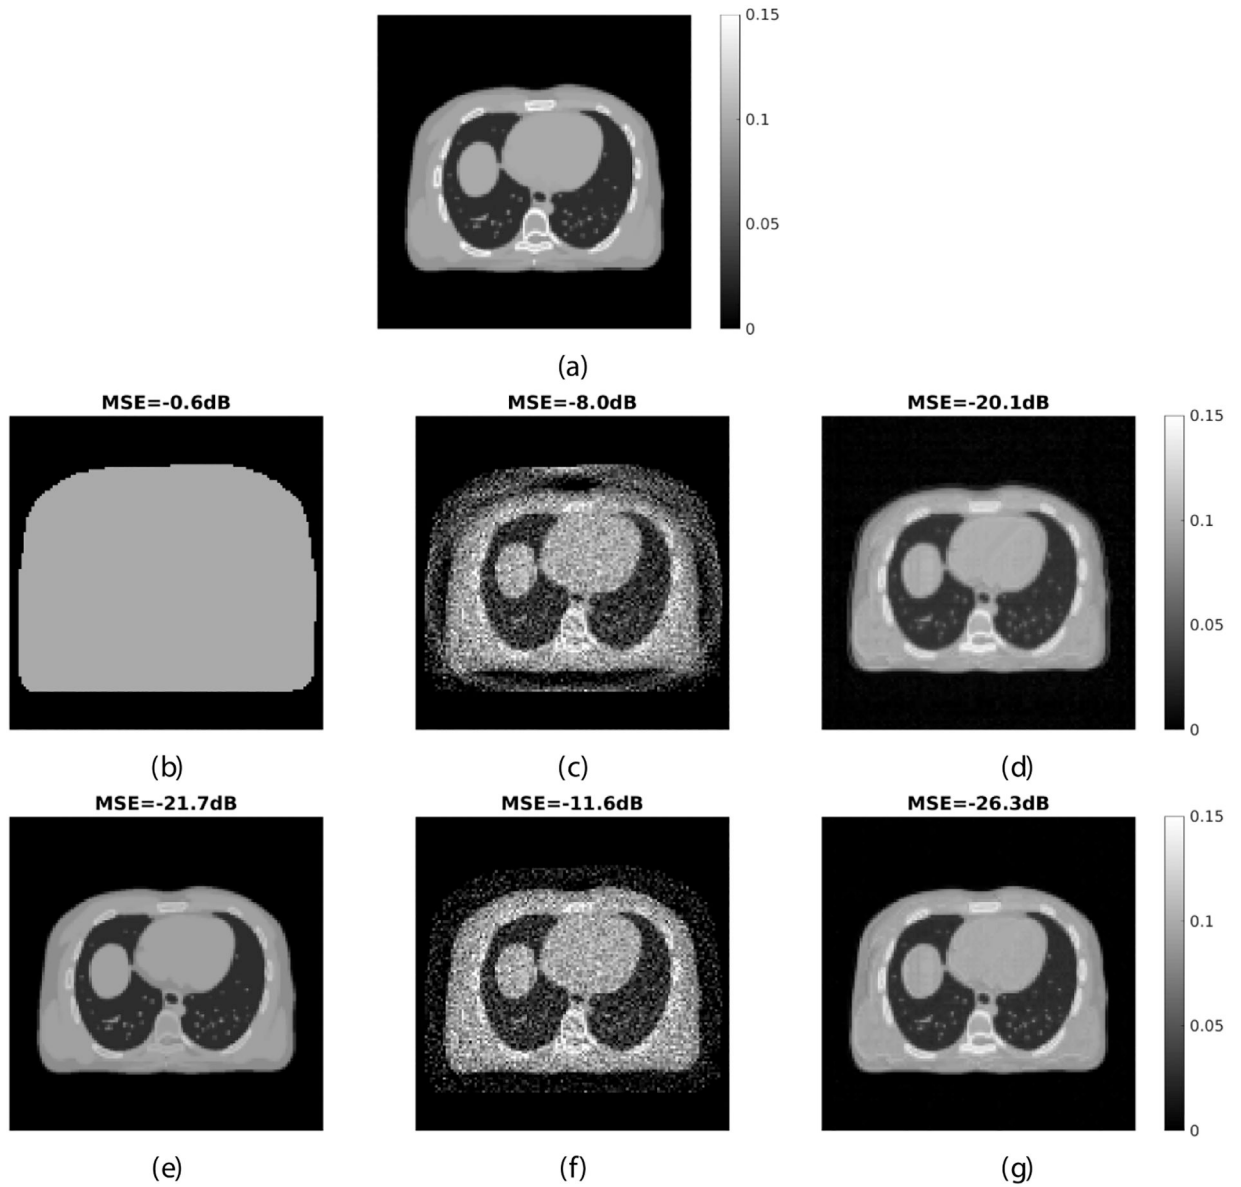 0.15
0.1
0.05
0
(a)
MSE=-0.6dB
MSE=-8.0dB
MSE=-20.1dB
0.15
0.1
0.05
0
(b)
(c)
(d)
MSE=-21.7dB
MSE=-11.6dB
MSE=-26.3dB
0.15
0.1
0.05
0
(e)
(f)
(g)